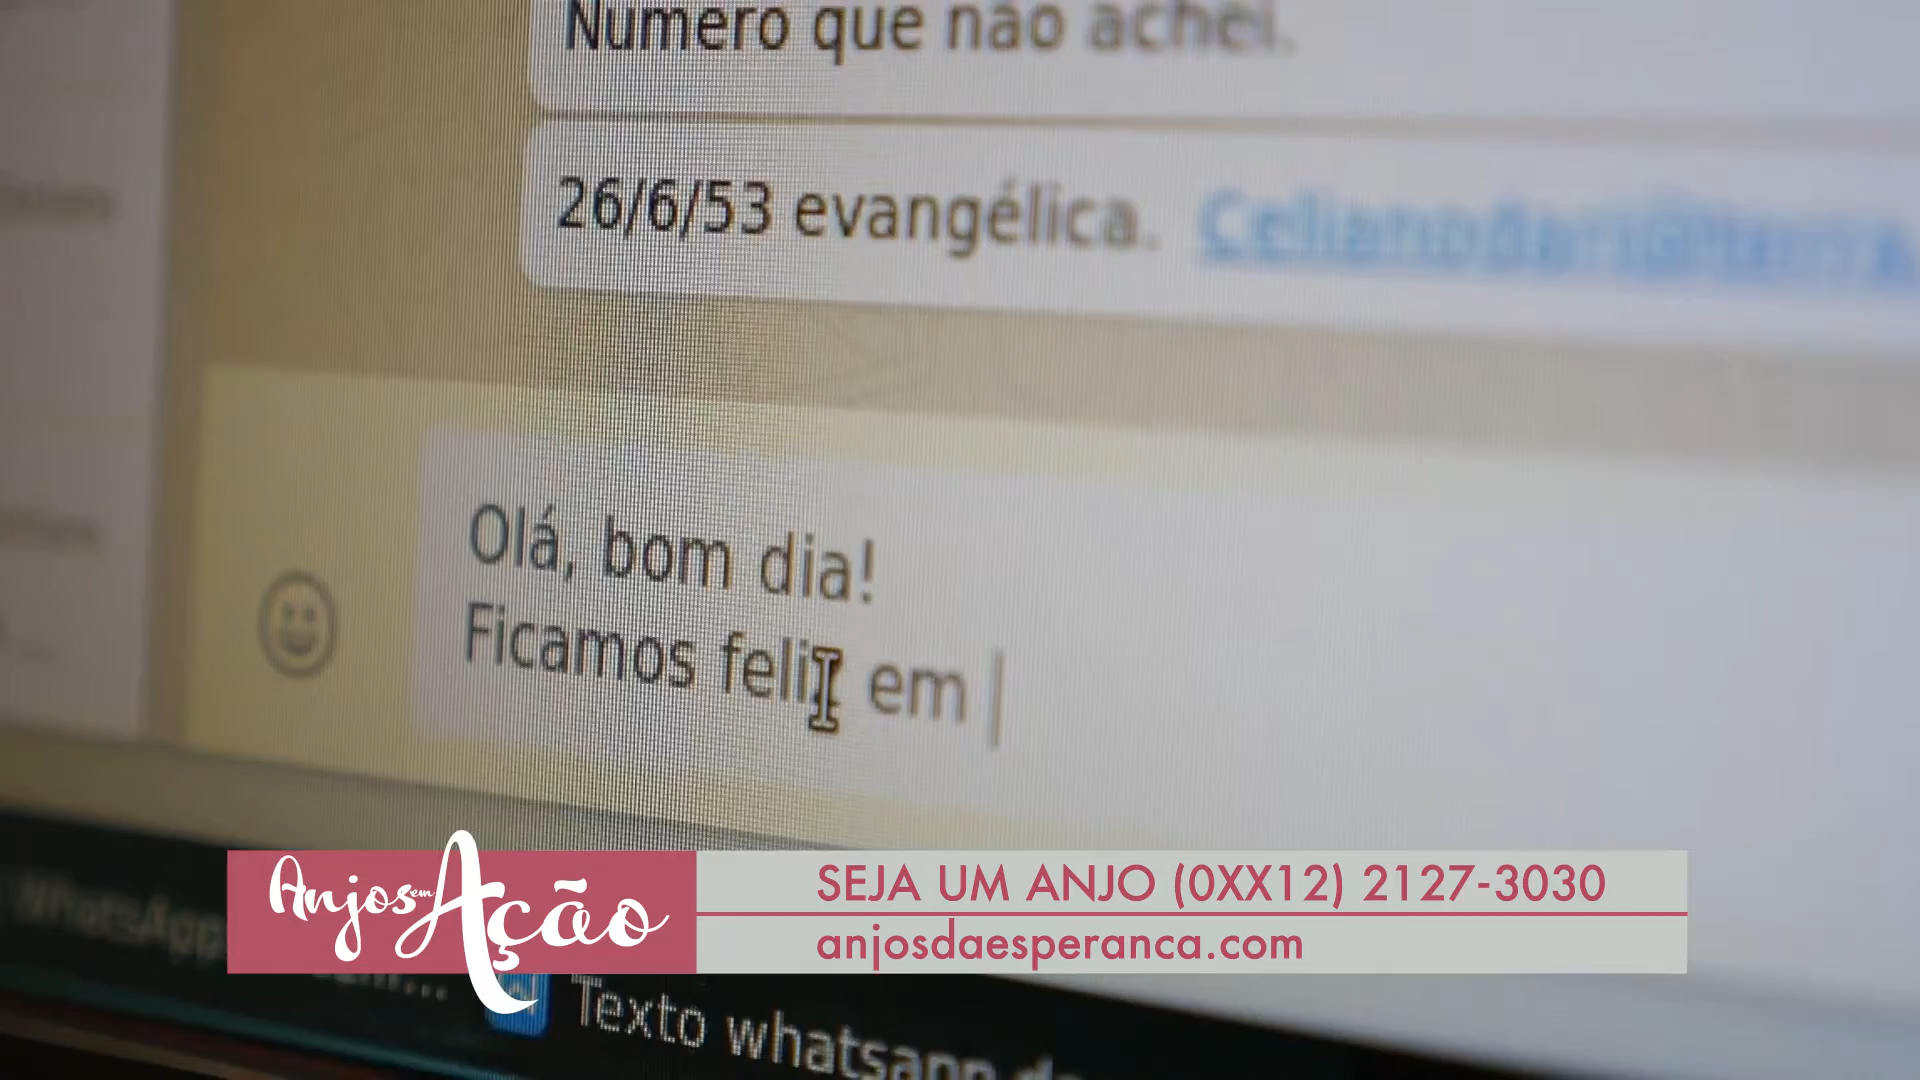 Numero que não achei.
26/6/53 evangélica.
Olá, bom dia!
Ficamos feliz em
Anjos em Ação
SEJA UM ANJO (0XX12) 2127-3030
anjosdaesperanca.com
WhatsApp
Texto whatsapp